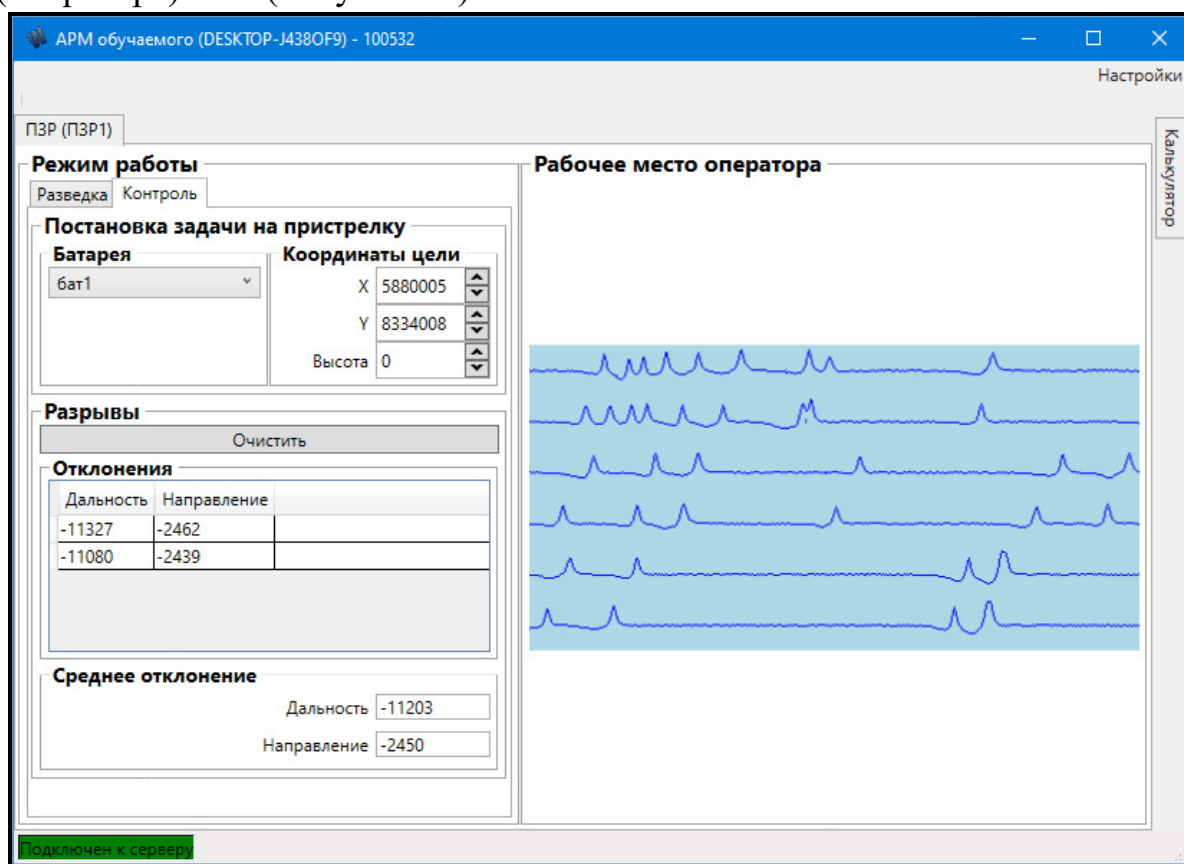 АРМ обучаемого (DESKTOP-J438OF9) - 100532
Настройки
ПЗР (ПЗР1)
Калькулятор
Режим работы
Разведка Контроль
Постановка задачи на пристрелку
Батарея
бат1
Координаты цели
X 5880005
Y 8334008
Высота 0
Разрывы
Очистить
Отклонения
Дальность Направление
-11327 -2462
-11080 -2439
Среднее отклонение
Дальность -11203
Направление -2450
Рабочее место оператора
Подключен к серверу